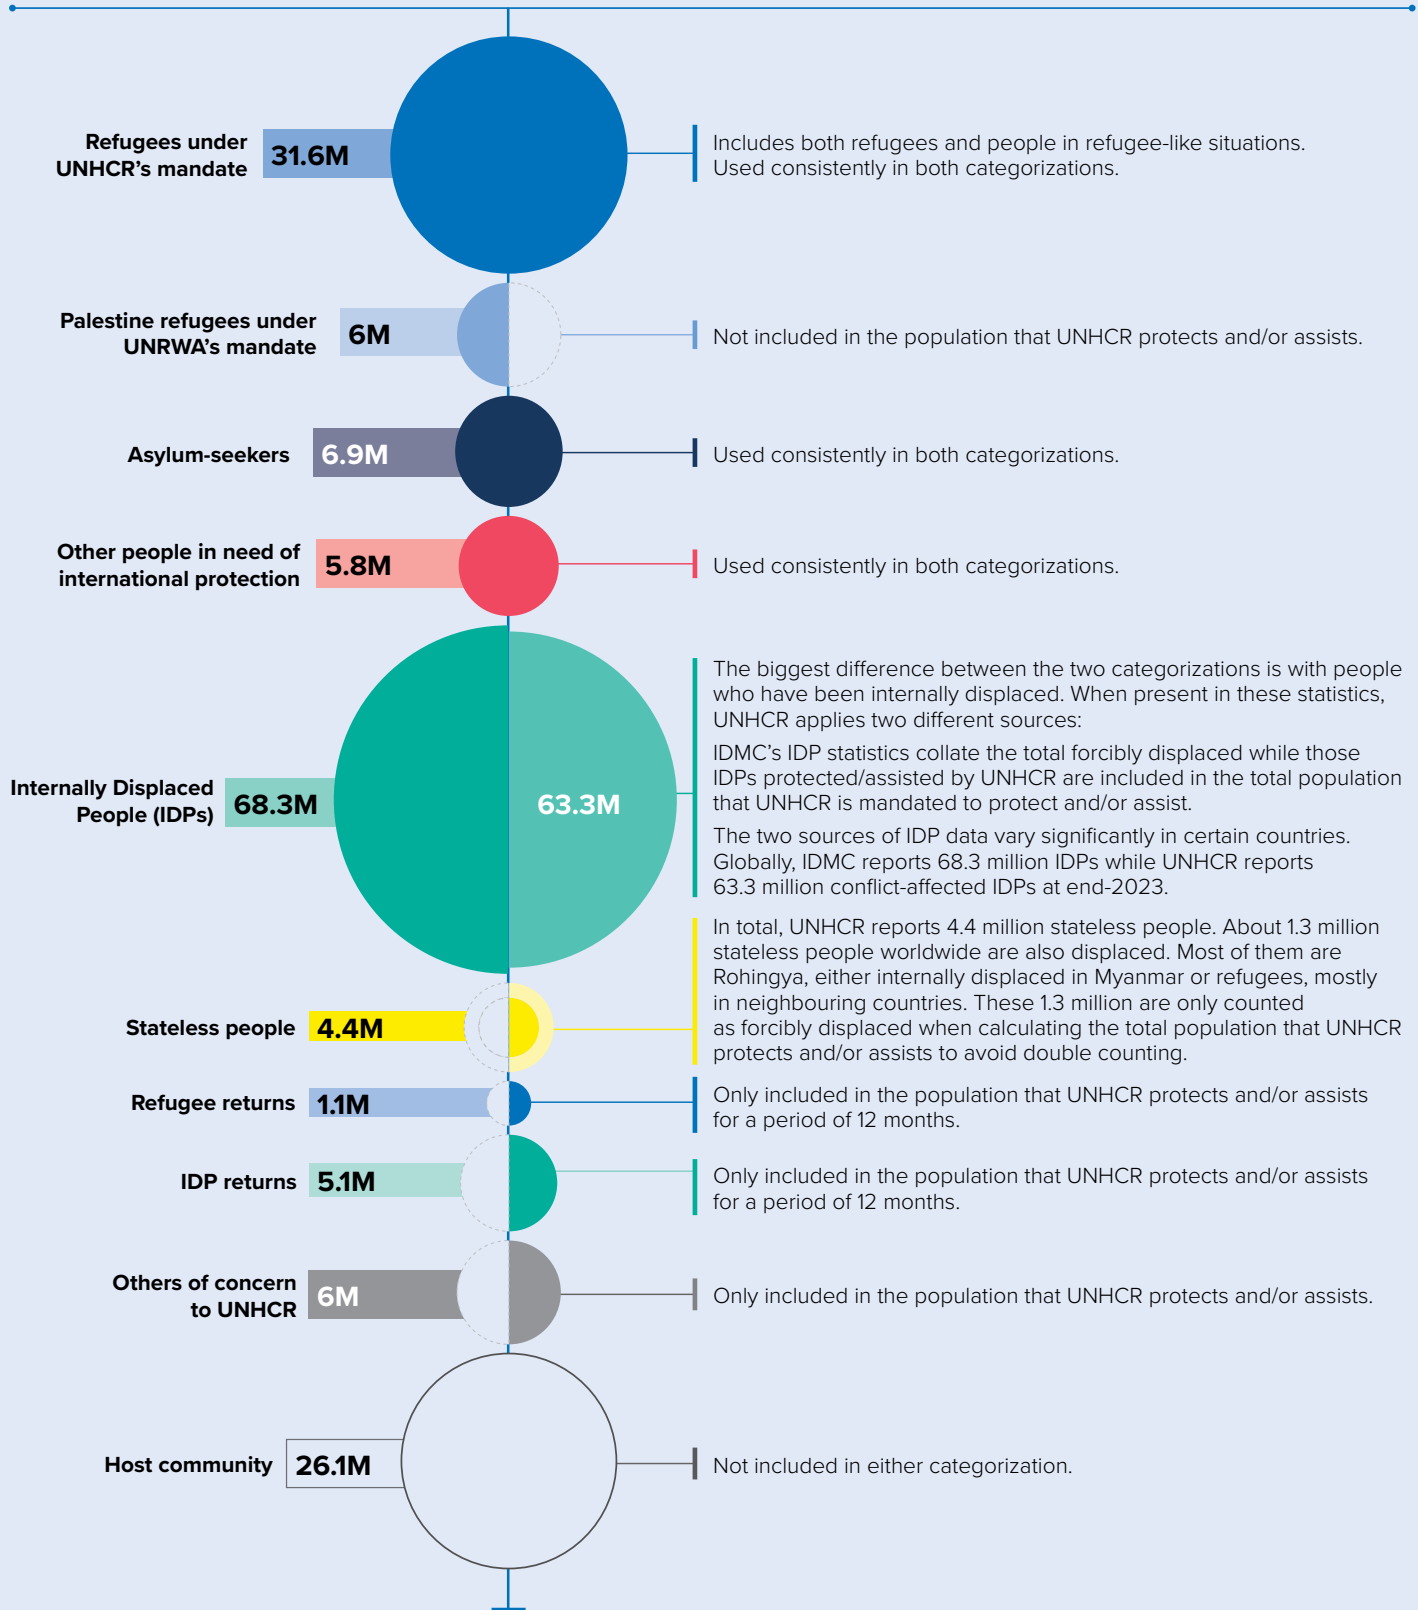 Refugees under
UNHCR’s mandate
31.6M
Includes both refugees and people in refugee-like situations.
Used consistently in both categorizations.
Palestine refugees under
UNRWA’s mandate
6M
Not included in the population that UNHCR protects and/or assists.
Asylum-seekers
6.9M
Used consistently in both categorizations.
Other people in need of
international protection
5.8M
Used consistently in both categorizations.
Internally Displaced
People (IDPs)
68.3M
63.3M
The biggest difference between the two categorizations is with people
who have been internally displaced. When present in these statistics,
UNHCR applies two different sources:
IDMC’s IDP statistics collate the total forcibly displaced while those
IDPs protected/assisted by UNHCR are included in the total population
that UNHCR is mandated to protect and/or assist.
The two sources of IDP data vary significantly in certain countries.
Globally, IDMC reports 68.3 million IDPs while UNHCR reports
63.3 million conflict-affected IDPs at end-2023.
Stateless people
4.4M
In total, UNHCR reports 4.4 million stateless people. About 1.3 million
stateless people worldwide are also displaced. Most of them are
Rohingya, either internally displaced in Myanmar or refugees, mostly
in neighbouring countries. These 1.3 million are only counted
as forcibly displaced when calculating the total population that UNHCR
protects and/or assists to avoid double counting.
Refugee returns
1.1M
Only included in the population that UNHCR protects and/or assists
for a period of 12 months.
IDP returns
5.1M
Only included in the population that UNHCR protects and/or assists
for a period of 12 months.
Others of concern
to UNHCR
6M
Only included in the population that UNHCR protects and/or assists.
Host community
26.1M
Not included in either categorization.